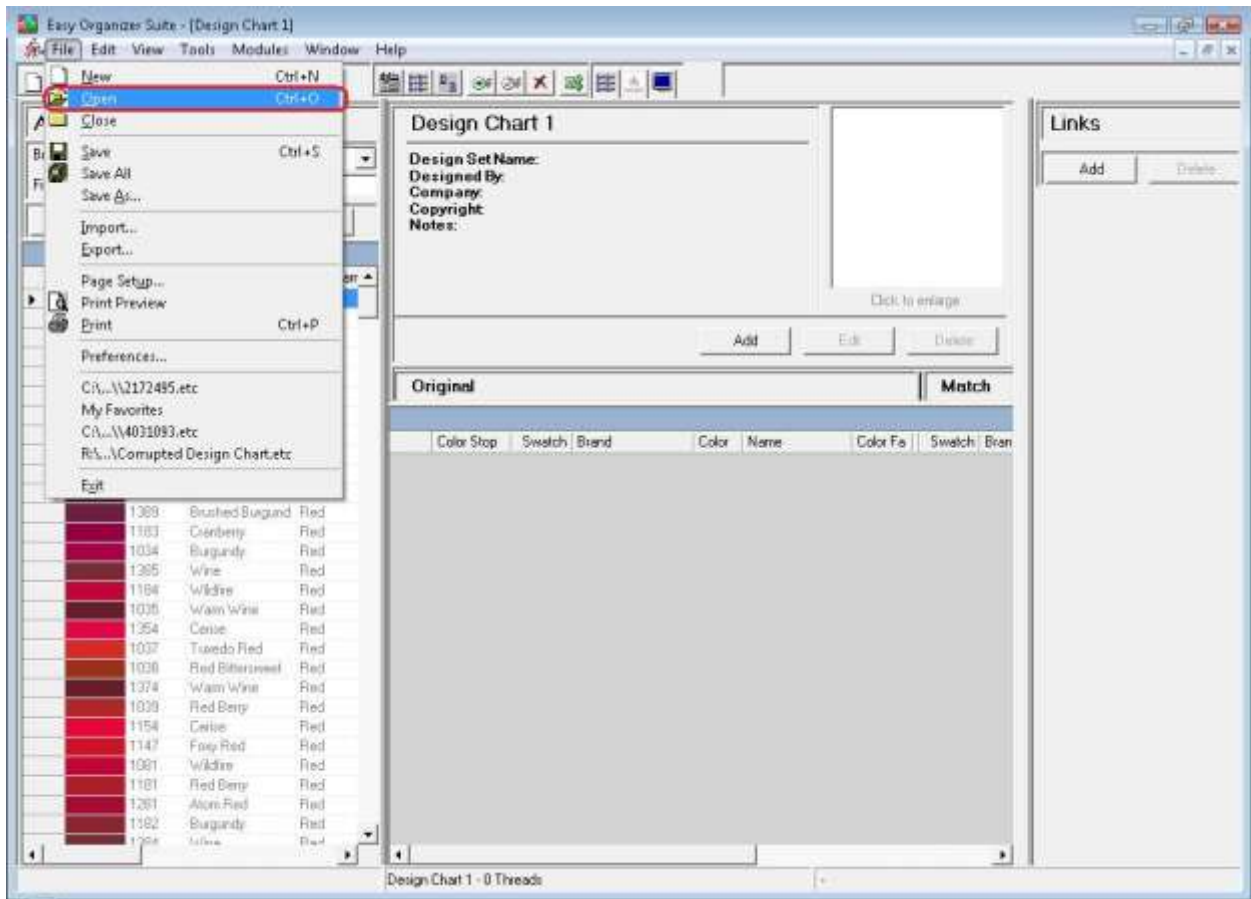 Easy Organizer Suite - [Design Chart 1]
File Edit View Tools Modules Window Help
New Ctrl+N
Open Ctrl+O
Close
Save Ctrl+S
Save All
Save As...
Import...
Export...
Page Setup...
Print Preview
Print Ctrl+P
Preferences...
C:\...\\2172495.etc
My Favorites
C:\...\\4031093.etc
R:\...\Corrupted Design Chart.etc
Exit
1389 Brushed Burgund Red
1183 Cranberry Red
1034 Burgundy Red
1385 Wine Red
1184 Wildfire Red
1035 Warm Wine Red
1354 Cerise Red
1037 Tuxedo Red Red
1038 Red Bittersweet Red
1374 Warm Wine Red
1039 Red Berry Red
1154 Cerise Red
1147 Foxy Red Red
1081 Wildfire Red
1181 Red Berry Red
1281 Atom Red Red
1182 Burgundy Red
Wine Red
Design Chart 1
Design Set Name:
Designed By:
Company:
Copyright:
Notes:
Click to enlarge
Add Edit Delete
Original Match
Color Stop Swatch Brand Color Name Color Fa Swatch Bran
Design Chart 1 - 0 Threads
Links
Add Delete